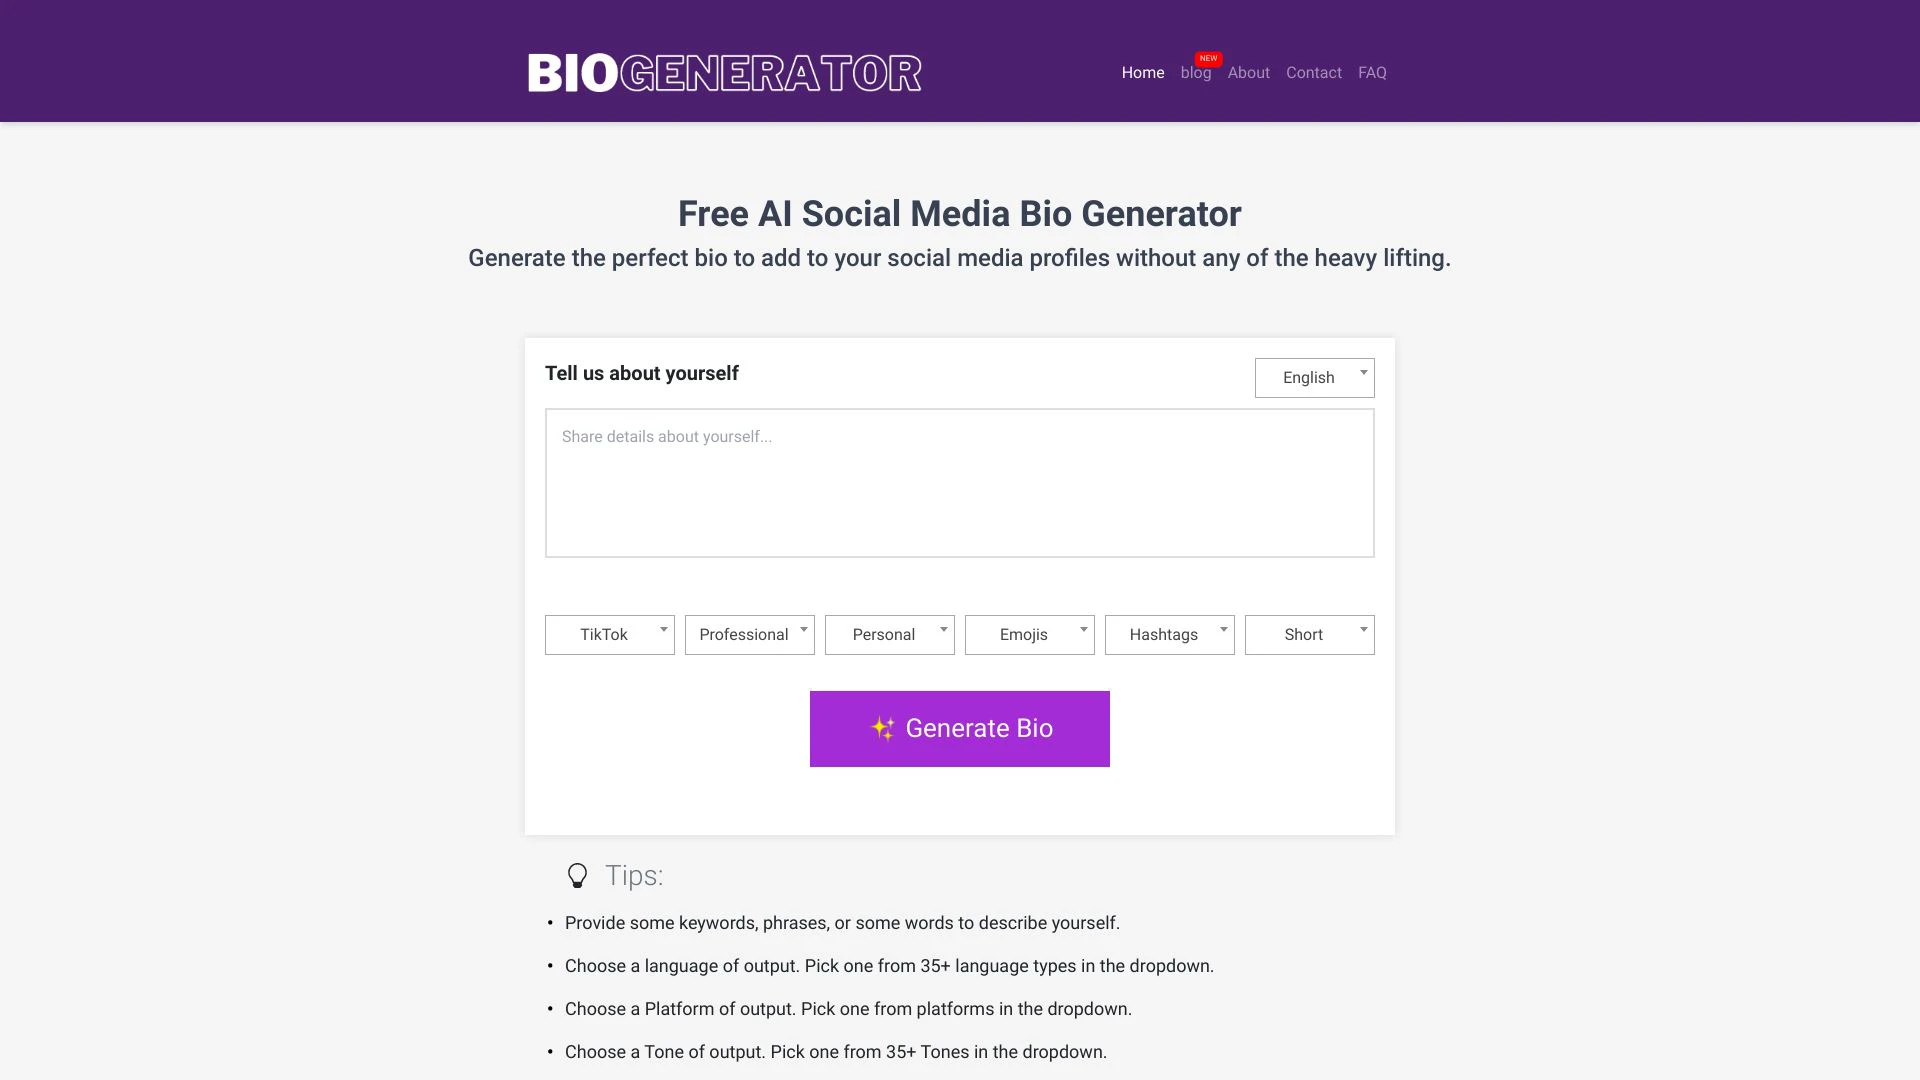 BIOGENERATOR
Home blog NEW About Contact FAQ
Free AI Social Media Bio Generator
Generate the perfect bio to add to your social media profiles without any of the heavy lifting.
Tell us about yourself
English
Share details about yourself...
TikTok Professional Personal Emojis Hashtags Short
✨ Generate Bio
Tips:
• Provide some keywords, phrases, or some words to describe yourself.
• Choose a language of output. Pick one from 35+ language types in the dropdown.
• Choose a Platform of output. Pick one from platforms in the dropdown.
• Choose a Tone of output. Pick one from 35+ Tones in the dropdown.